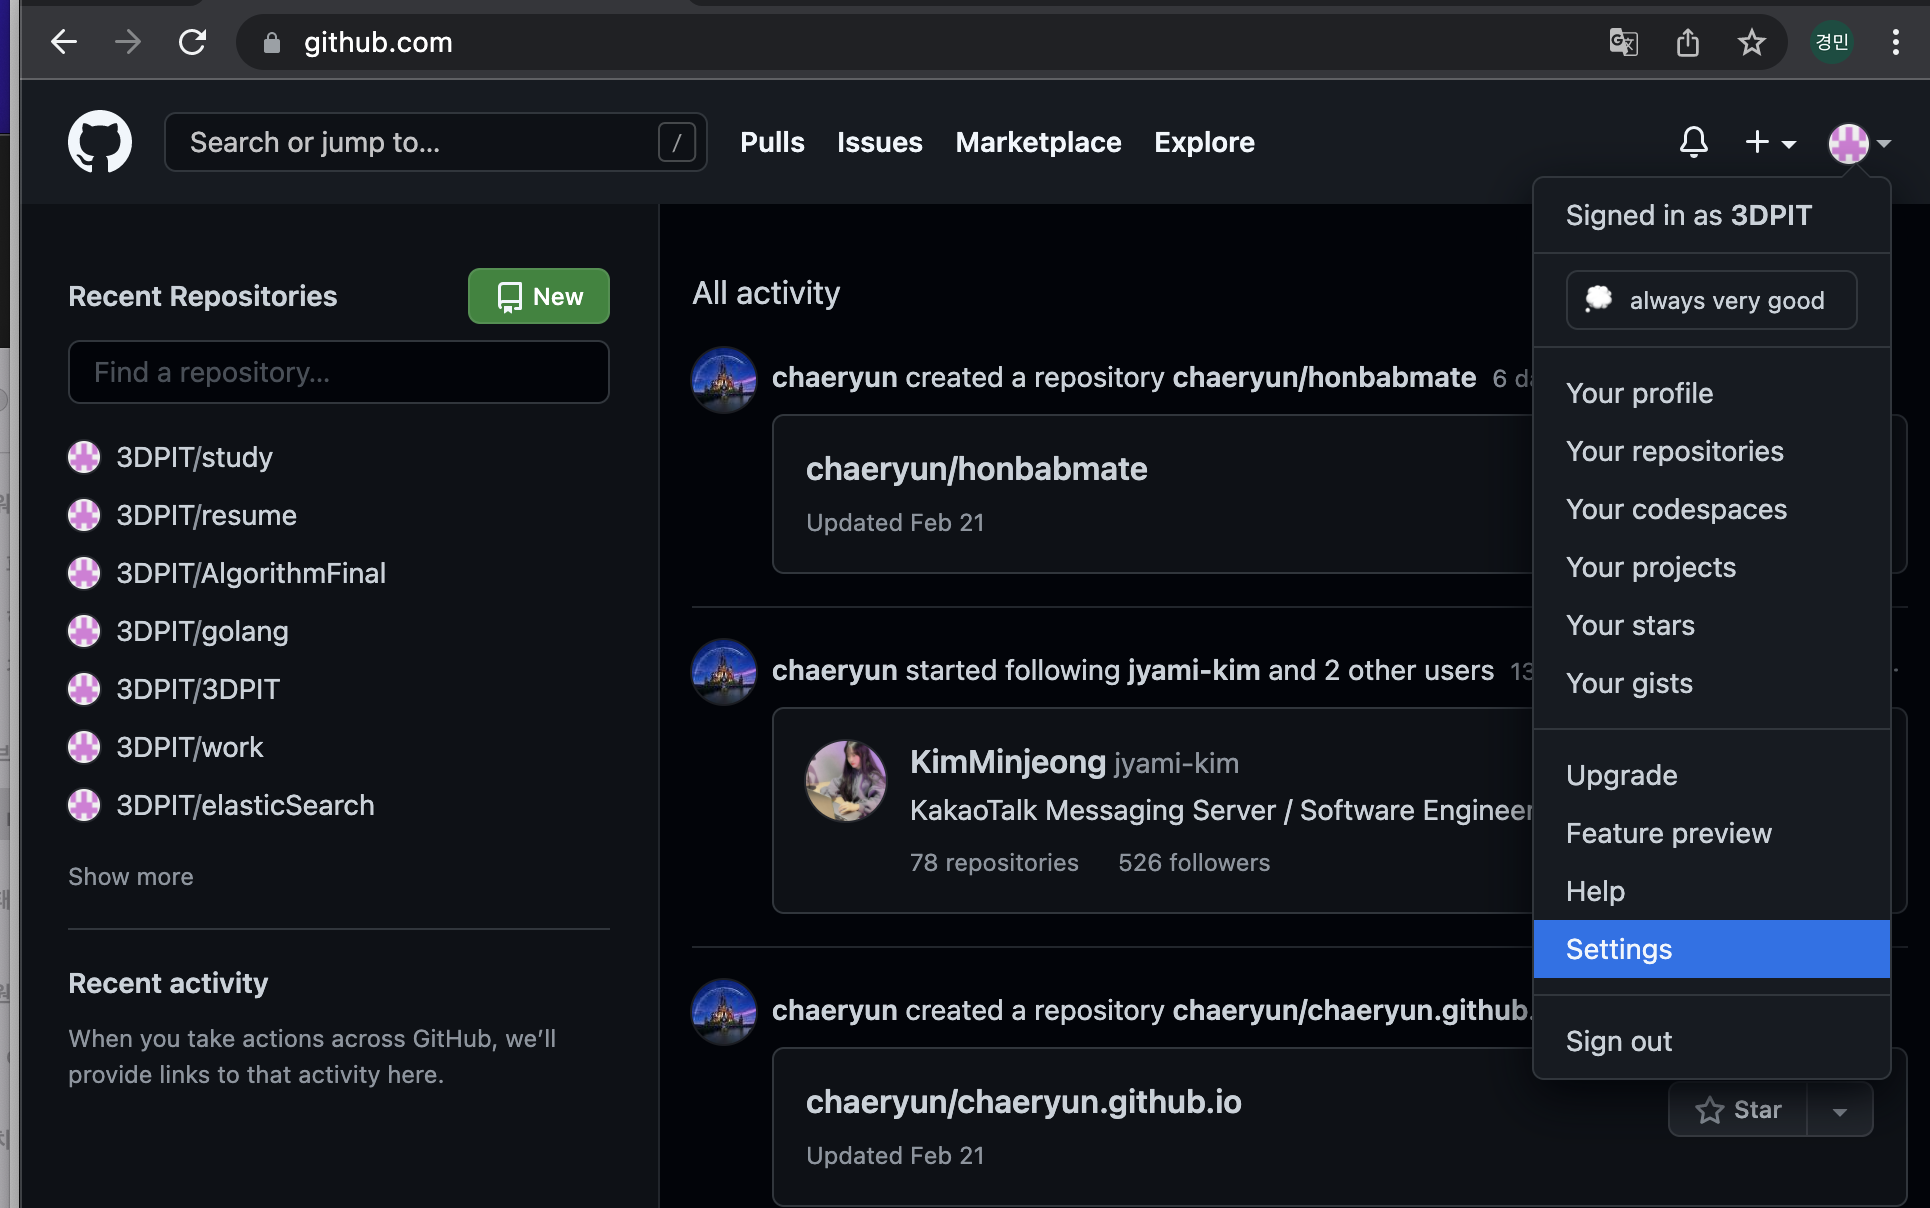 github.com
경민
Search or jump to...
/
Pulls
Issues
Marketplace
Explore
Signed in as 3DPIT
always very good
Your profile
Your repositories
Your codespaces
Your projects
Your stars
Your gists
Upgrade
Feature preview
Help
Settings
Sign out
Recent Repositories
New
Find a repository...
3DPIT/study
3DPIT/resume
3DPIT/AlgorithmFinal
3DPIT/golang
3DPIT/3DPIT
3DPIT/work
3DPIT/elasticSearch
Show more
Recent activity
When you take actions across GitHub, we’ll
provide links to that activity here.
All activity
chaeryun created a repository chaeryun/honbabmate 6
chaeryun/honbabmate
Updated Feb 21
chaeryun started following jyami-kim and 2 other users 13
KimMinjeong jyami-kim
KakaoTalk Messaging Server / Software Engineer
78 repositories 526 followers
chaeryun created a repository chaeryun/chaeryun.github.
chaeryun/chaeryun.github.io
Star
Updated Feb 21